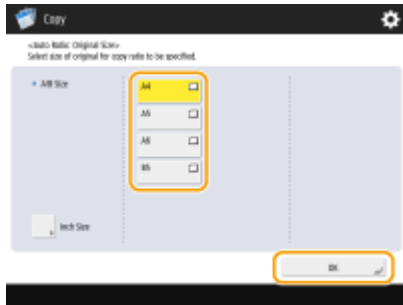 Copy
<Auto Ratio: Original Size>
Select size of original for copy ratio to be specified.
A/B Size
A4
A5
A6
B5
Inch Size
OK